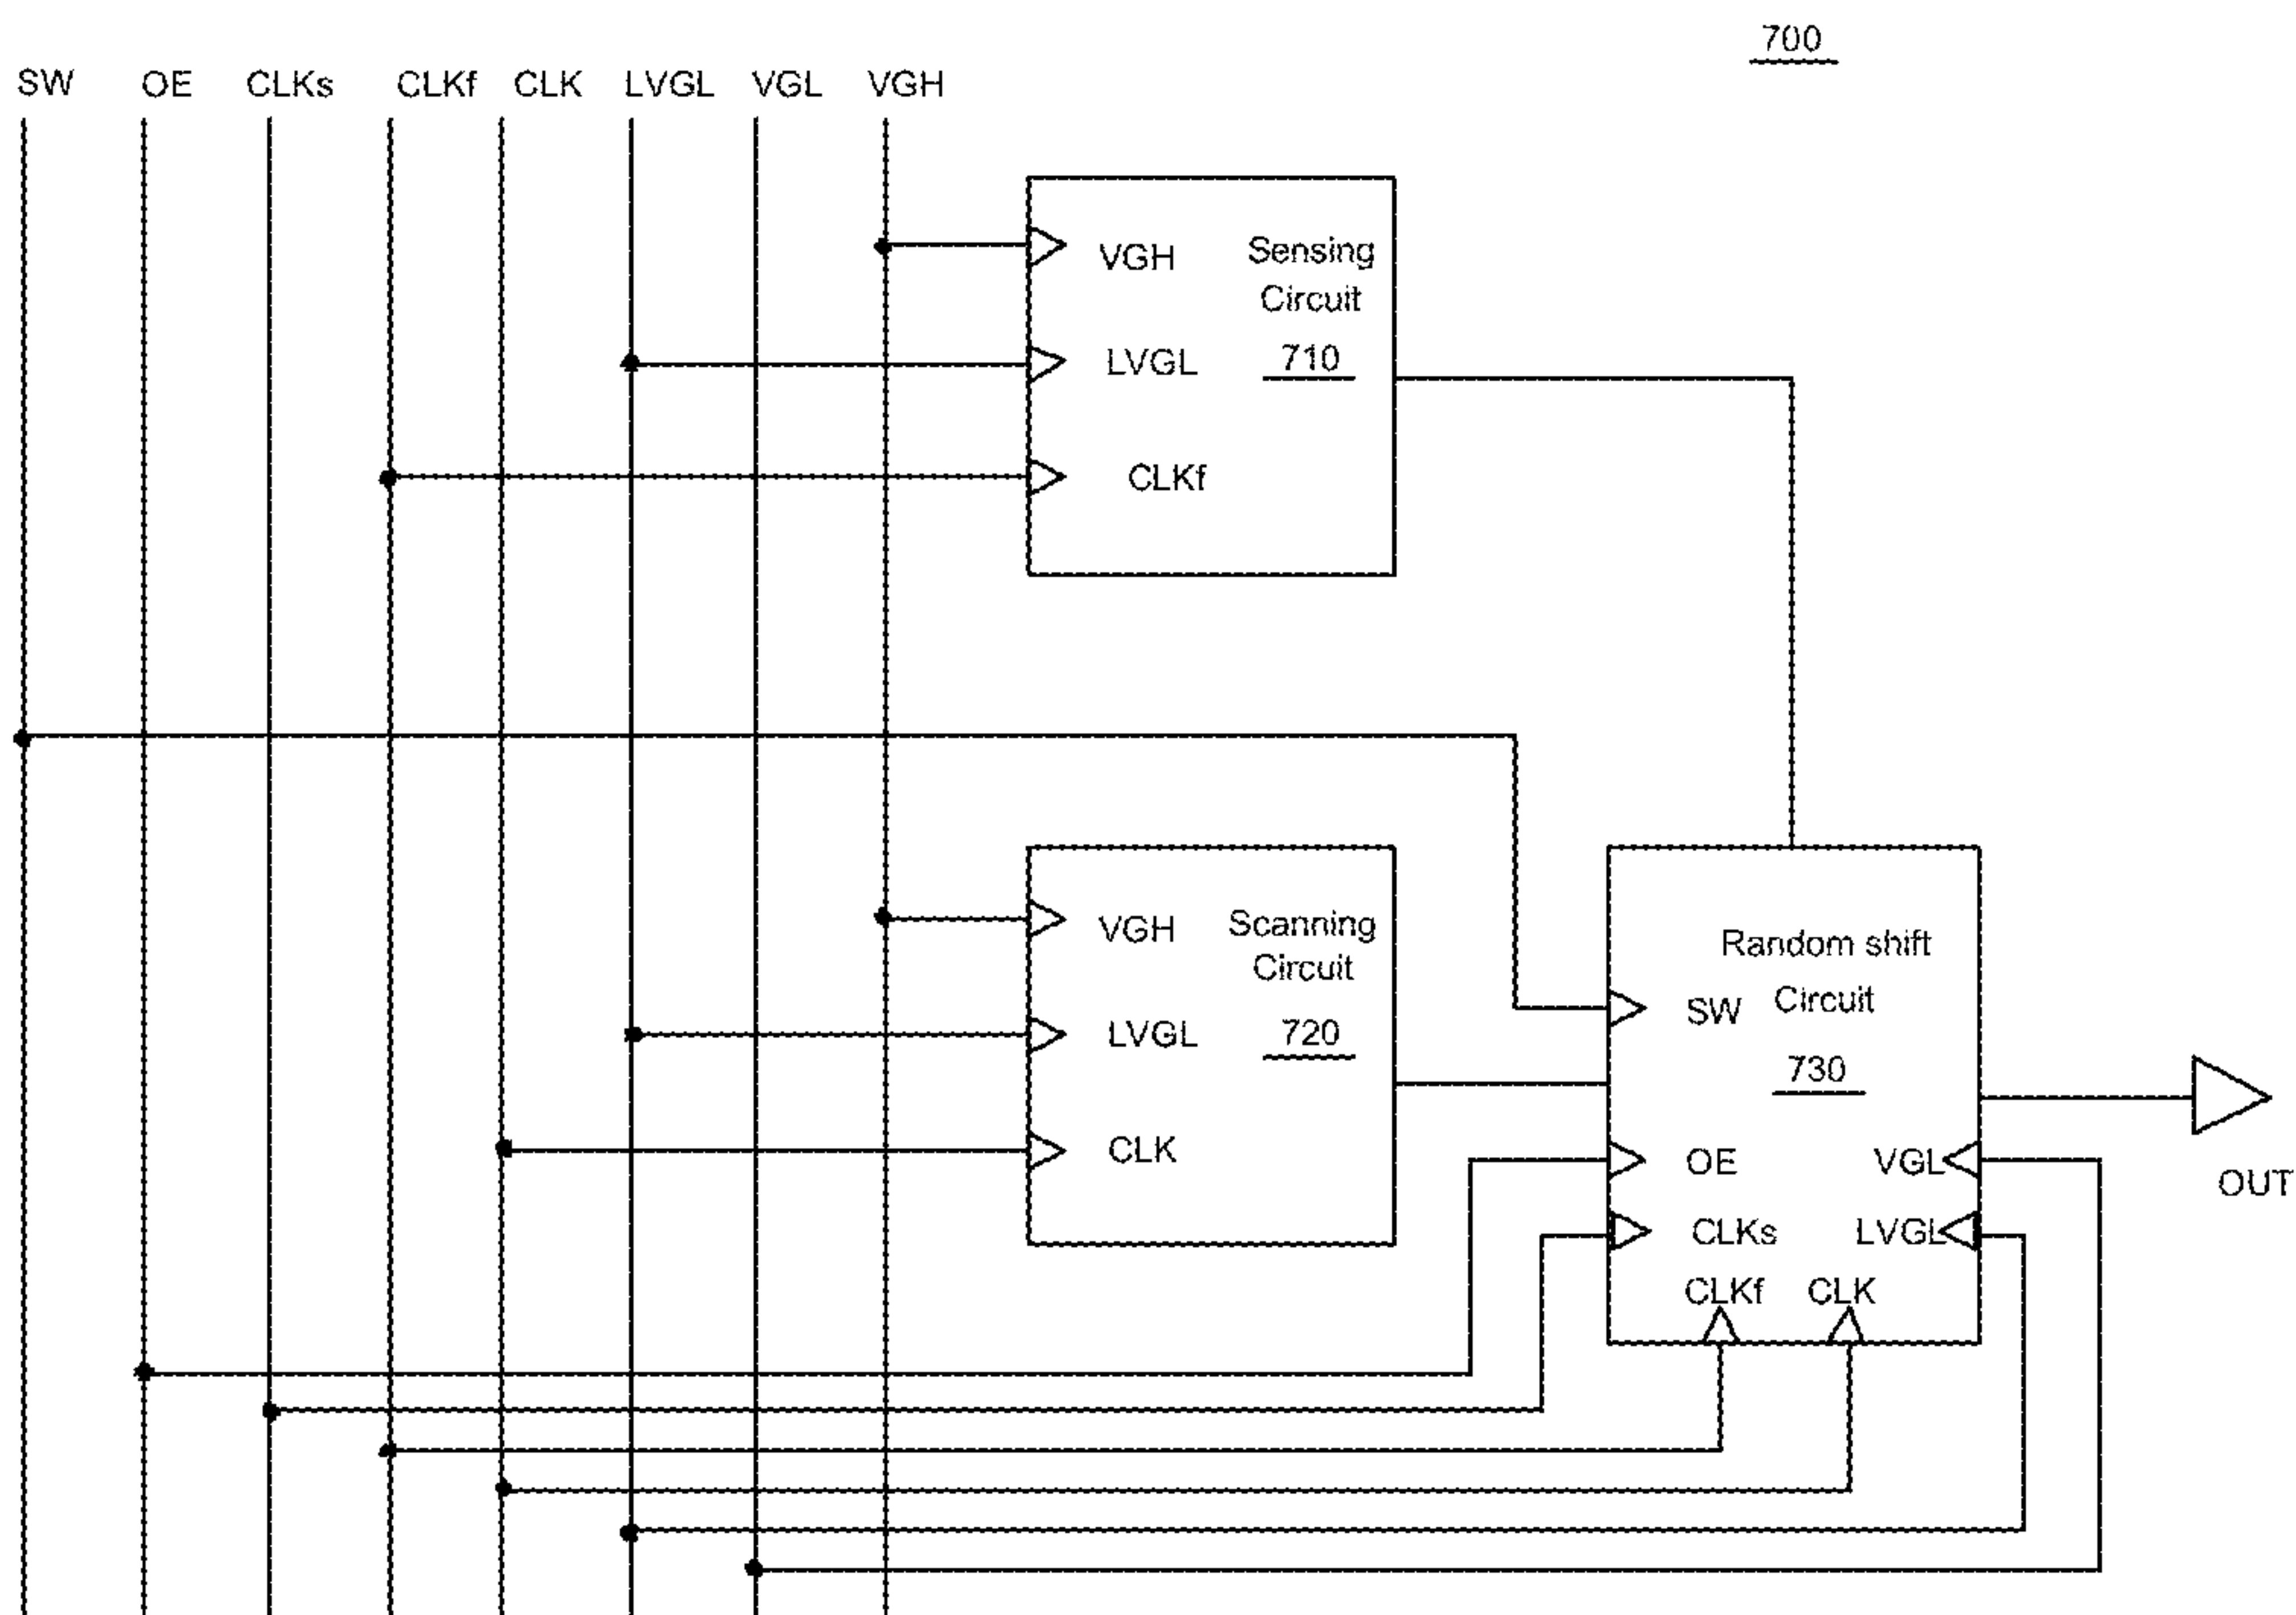 700
SW OE CLKs CLKf CLK LVGL VGL VGH
VGH Sensing
Circuit
LVGL 710
CLKf
VGH Scanning
Circuit
LVGL 720
CLK
Random shift
SW Circuit
730
OE VGL
OUT
CLKs LVGL
CLKf CLK